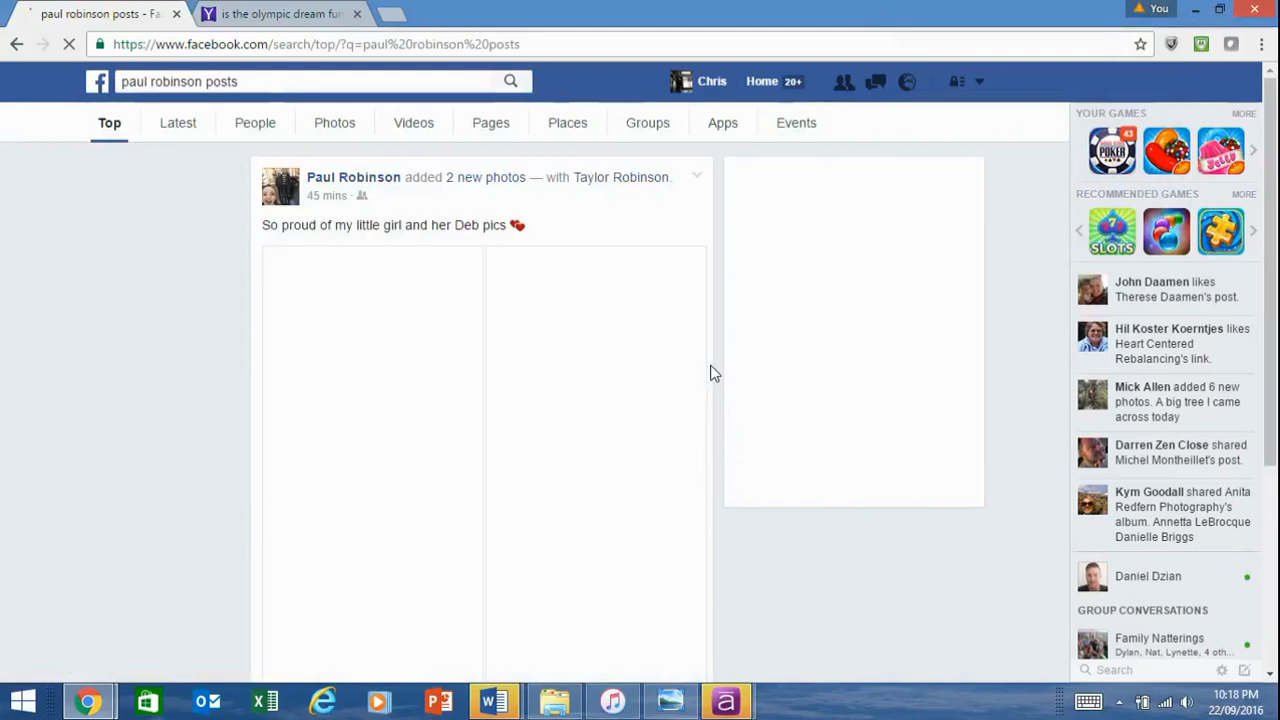 paul robinson posts - Fa
is the olympic dream fun
You
https://www.facebook.com/search/top/?q=paul%20robinson%20posts
paul robinson posts
Chris
Home 20+
Top
Latest
People
Photos
Videos
Pages
Places
Groups
Apps
Events
Paul Robinson added 2 new photos — with Taylor Robinson.
45 mins ·
So proud of my little girl and her Deb pics
YOUR GAMES
MORE
43
POKER
JELLY
RECOMMENDED GAMES
MORE
7
SLOTS
John Daamen likes
Therese Daamen's post.
Hil Koster Koerntjes likes
Heart Centered
Rebalancing's link.
Mick Allen added 6 new
photos. A big tree I came
across today
Darren Zen Close shared
Michel Montheillet's post.
Kym Goodall shared Anita
Redfern Photography's
album. Annetta LeBrocque
Danielle Briggs
Daniel Dzian
GROUP CONVERSATIONS
Family Natterings
Dylan, Nat, Lynette, 4 oth...
Search
10:18 PM
22/09/2016